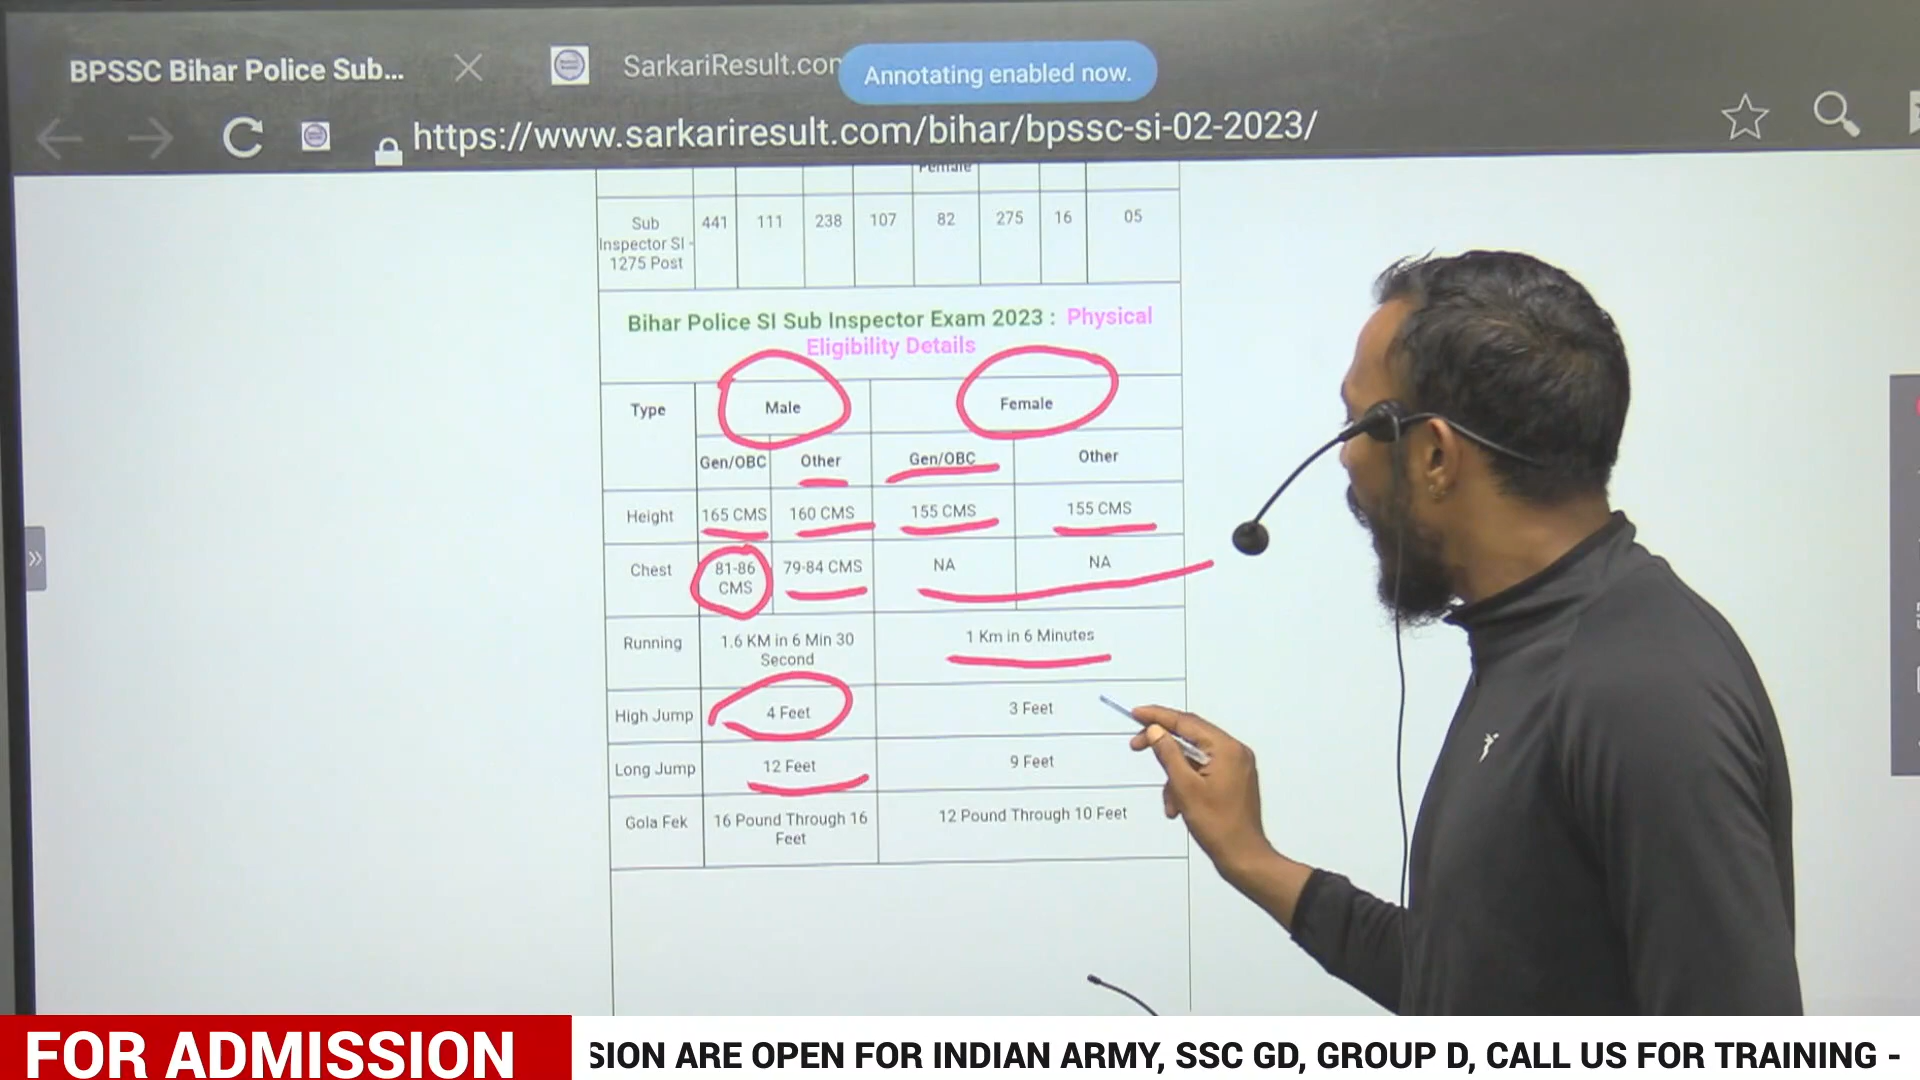 BPSSC Bihar Police Sub...
SarkariResult.com
Annotating enabled now.
https://www.sarkariresult.com/bihar/bpssc-si-02-2023/
Female
Sub Inspector SI - 1275 Post 441 111 238 107 82 275 16 05
Bihar Police SI Sub Inspector Exam 2023 : Physical
Eligibility Details
Type Male Female
Gen/OBC Other Gen/OBC Other
Height 165 CMS 160 CMS 155 CMS 155 CMS
Chest 81-86 CMS 79-84 CMS NA NA
Running 1.6 KM in 6 Min 30 Second 1 Km in 6 Minutes
High Jump 4 Feet 3 Feet
Long Jump 12 Feet 9 Feet
Gola Fek 16 Pound Through 16 Feet 12 Pound Through 10 Feet
FOR ADMISSION
SION ARE OPEN FOR INDIAN ARMY, SSC GD, GROUP D, CALL US FOR TRAINING -